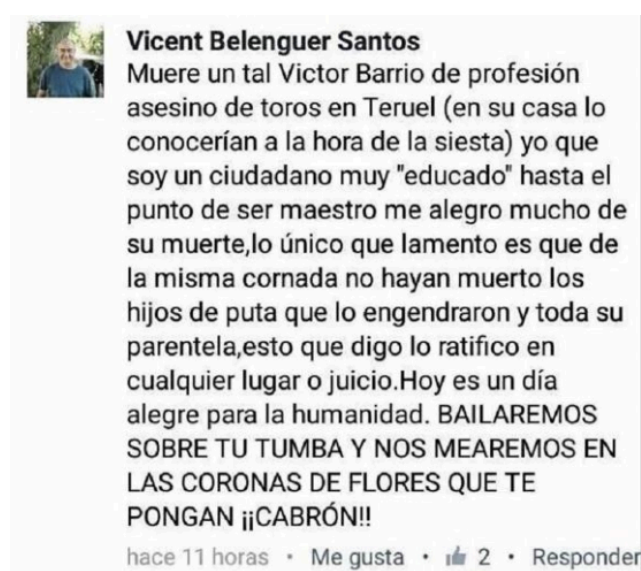 Vicent Belenguer Santos
Muere un tal Victor Barrio de profesión
asesino de toros en Teruel (en su casa lo
conocerían a la hora de la siesta) yo que
soy un ciudadano muy "educado" hasta el
punto de ser maestro me alegro mucho de
su muerte,lo único que lamento es que de
la misma cornada no hayan muerto los
hijos de puta que lo engendraron y toda su
parentela,esto que digo lo ratifico en
cualquier lugar o juicio.Hoy es un día
alegre para la humanidad. BAILAREMOS
SOBRE TU TUMBA Y NOS MEAREMOS EN
LAS CORONAS DE FLORES QUE TE
PONGAN ¡¡CABRÓN!!
hace 11 horas • Me gusta • 2 • Responder